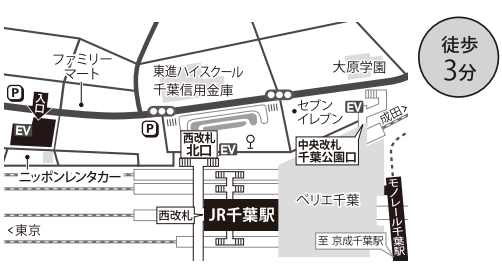 徒歩
3分
ファミリー
マート
東進ハイスクール
千葉信用金庫
大原学園
P
入口
EV
P
西改札
北口
EV
セブン
イレブン
EV
成田>
中央改札
千葉公園口
ニッポンレンタカー
西改札
JR千葉駅
ペリエ千葉
モノレール千葉駅
<東京
至 京成千葉駅